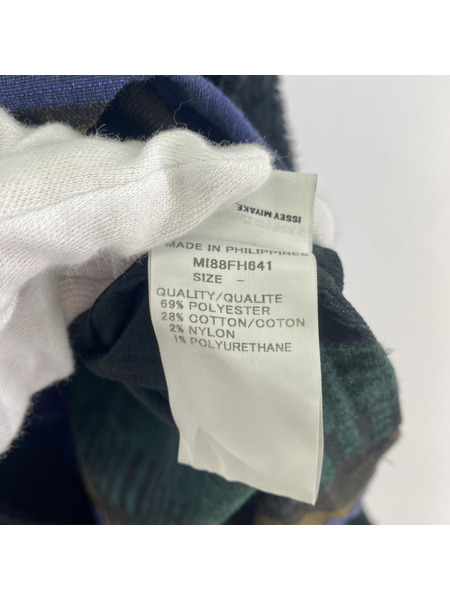 ISSEY MIYAKE
MADE IN PHILIPPINES
MI88FH641
SIZE –
QUALITY/QUALITE
69% POLYESTER
28% COTTON/COTON
2% NYLON
1% POLYURETHANE